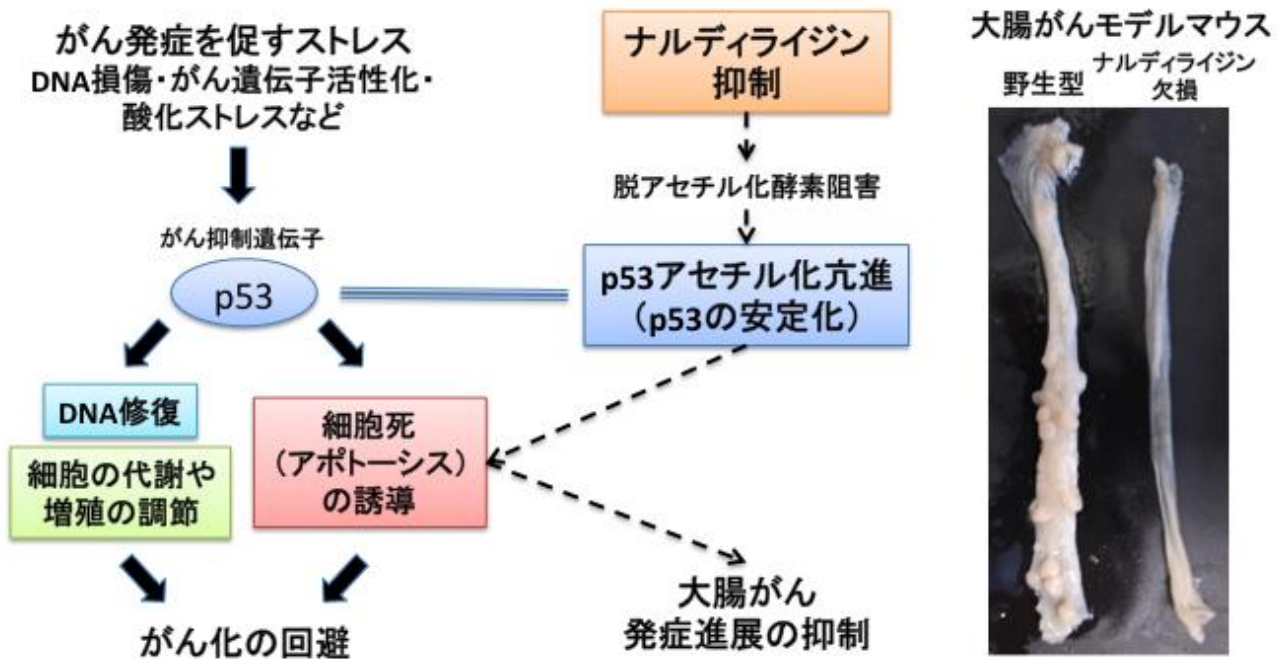 がん発症を促すストレス
DNA損傷・がん遺伝子活性化・
酸化ストレスなど
がん抑制遺伝子
p53
DNA修復
細胞の代謝や
増殖の調節
細胞死
（アポトーシス）
の誘導
がん化の回避
ナルディライジン
抑制
脱アセチル化酵素阻害
p53アセチル化亢進
（p53の安定化）
大腸がん
発症進展の抑制
大腸がんモデルマウス
野生型
ナルディライジン
欠損